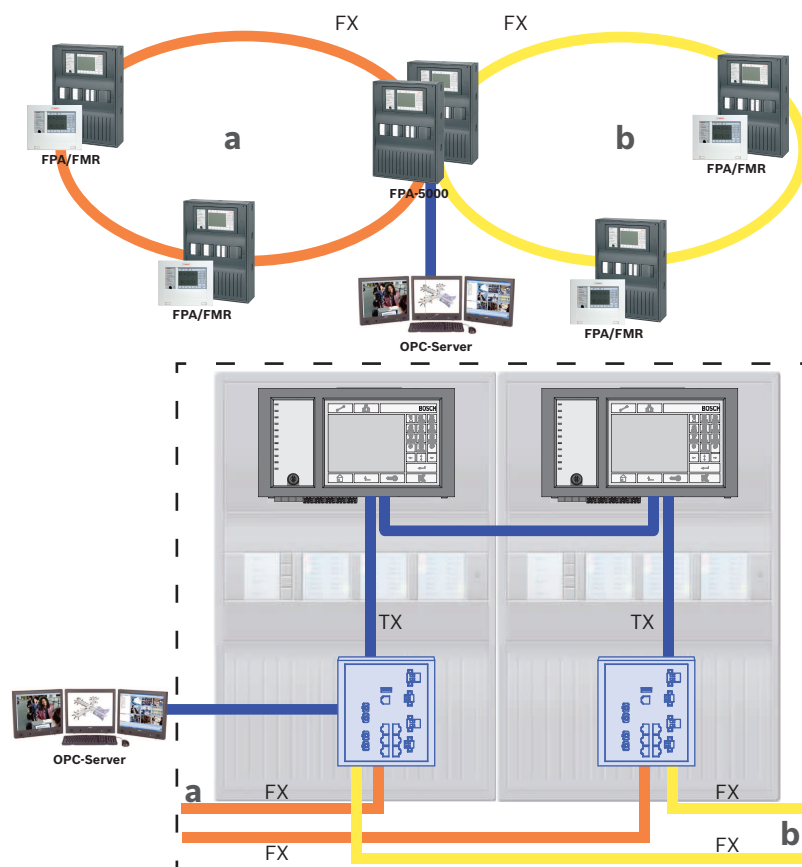 FX
FX
a
b
FPA/FMR
FPA-5000
FPA/FMR
FPA/FMR
FPA/FMR
OPC-Server
BOSCH
BOSCH
TX
TX
OPC-Server
a
FX
FX
b
FX
FX